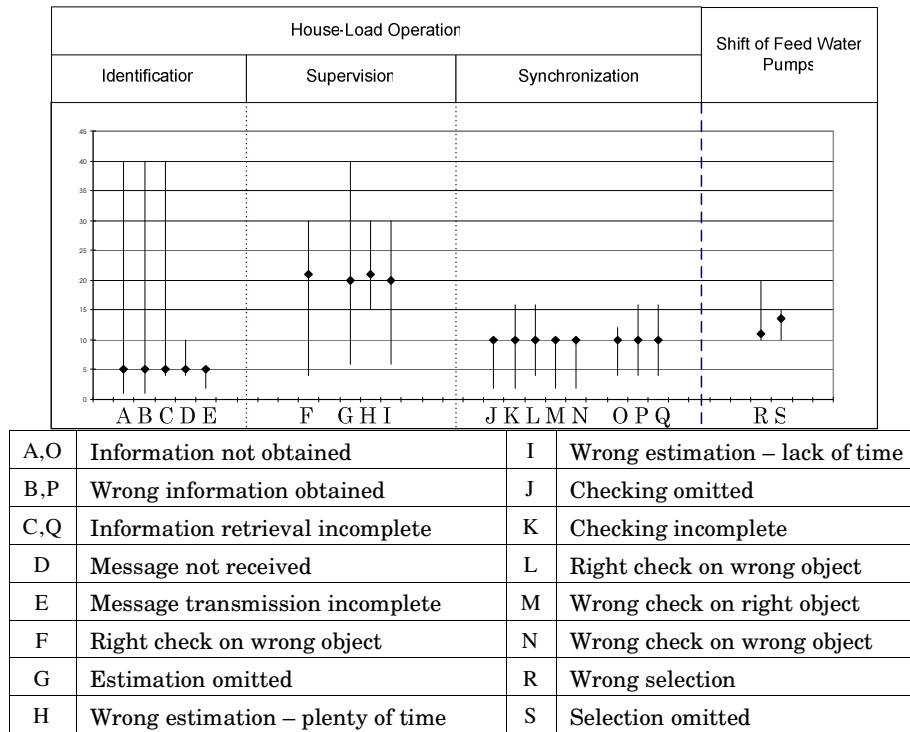 House-Load Operation
Shift of Feed Water
Pumps
Identification
Supervision
Synchronization
45
40
35
30
25
20
15
10
5
0
A B C D E F G H I J K L M N O P Q R S
A,O Information not obtained I Wrong estimation – lack of time
B,P Wrong information obtained J Checking omitted
C,Q Information retrieval incomplete K Checking incomplete
D Message not received L Right check on wrong object
E Message transmission incomplete M Wrong check on right object
F Right check on wrong object N Wrong check on wrong object
G Estimation omitted R Wrong selection
H Wrong estimation – plenty of time S Selection omitted